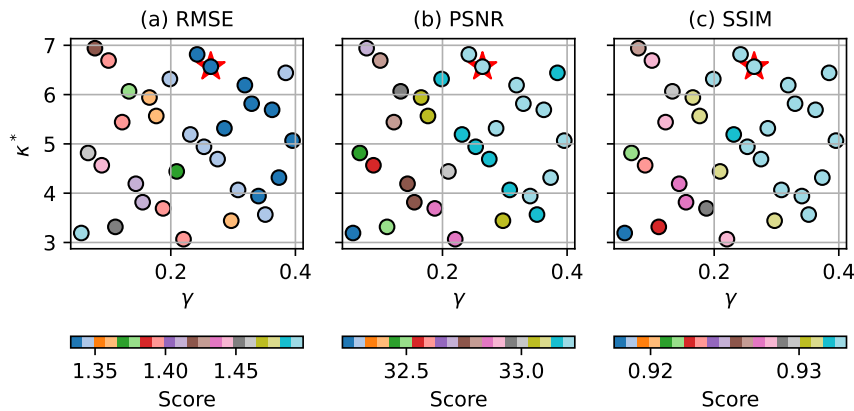 (a) RMSE (b) PSNR (c) SSIM
7
6
5
4
3
κ*
0.2 0.4 0.2 0.4 0.2 0.4
γ γ γ
1.35 1.40 1.45 32.5 33.0 0.92 0.93
Score Score Score